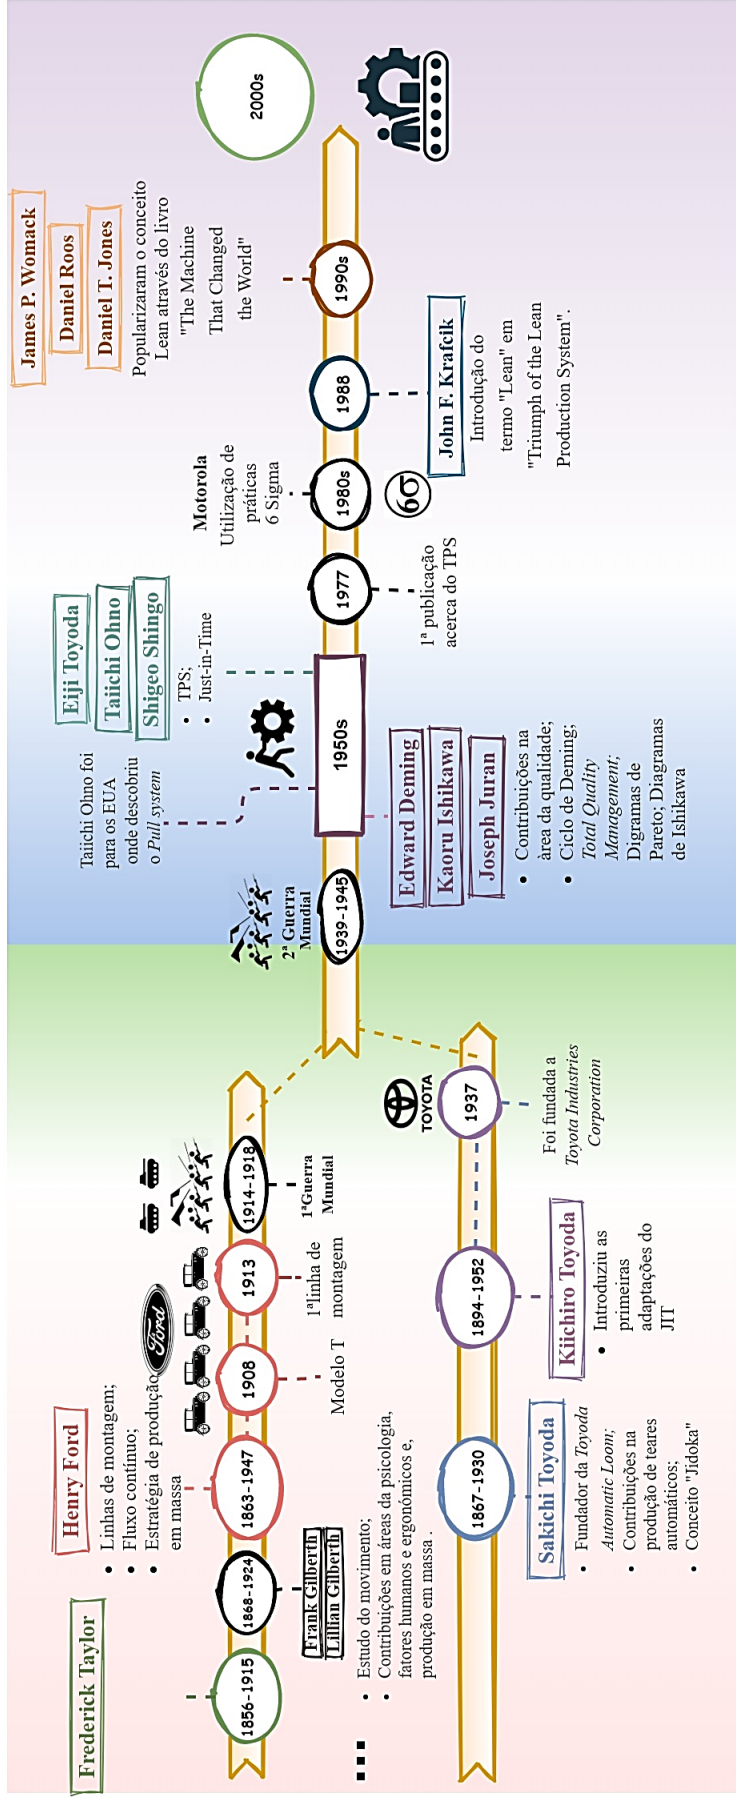 Frederick Taylor
1856-1915
1868-1924
Frank Gilberth
Lillian Gilberth
• Estudo do movimento;
• Contribuições em áreas da psicologia,
fatores humanos e ergonómicos e,
produção em massa .
...
Henry Ford
• Linhas de montagem;
• Fluxo contínuo;
• Estratégia de produção
em massa
1863-1947
Ford
1908
Modelo T
1913
1ªlinha de
montagem
1914-1918
1ªGuerra
Mundial
1867-1930
Sakichi Toyoda
• Fundador da Toyoda
Automatic Loom;
• Contribuições na
produção de teares
automáticos;
• Conceito "Jidoka"
1894-1952
Kiichiro Toyoda
• Introduziu as
primeiras
adaptações do
JIT
TOYOTA
1937
Foi fundada a
Toyota Industries
Corporation
2ª Guerra
Mundial
1939-1945
Taiichi Ohno foi
para os EUA
onde descobriu
o Pull system
1950s
Eiji Toyoda
Taiichi Ohno
Shigeo Shingo
• TPS;
• Just-in-Time
Edward Deming
Kaoru Ishikawa
Joseph Juran
• Contribuições na
àrea da qualidade;
• Ciclo de Deming;
Total Quality
Management;
Digramas de
Pareto; Diagramas
de Ishikawa
1977
1ª publicação
acerca do TPS
Motorola
Utilização de
práticas
6 Sigma
1980s
6σ
1988
John F. Krafcik
Introdução do
termo "Lean" em
"Triumph of the Lean
Production System".
James P. Womack
Daniel Roos
Daniel T. Jones
Popularizaram o conceito
Lean através do livro
"The Machine
That Changed
the World"
1990s
2000s